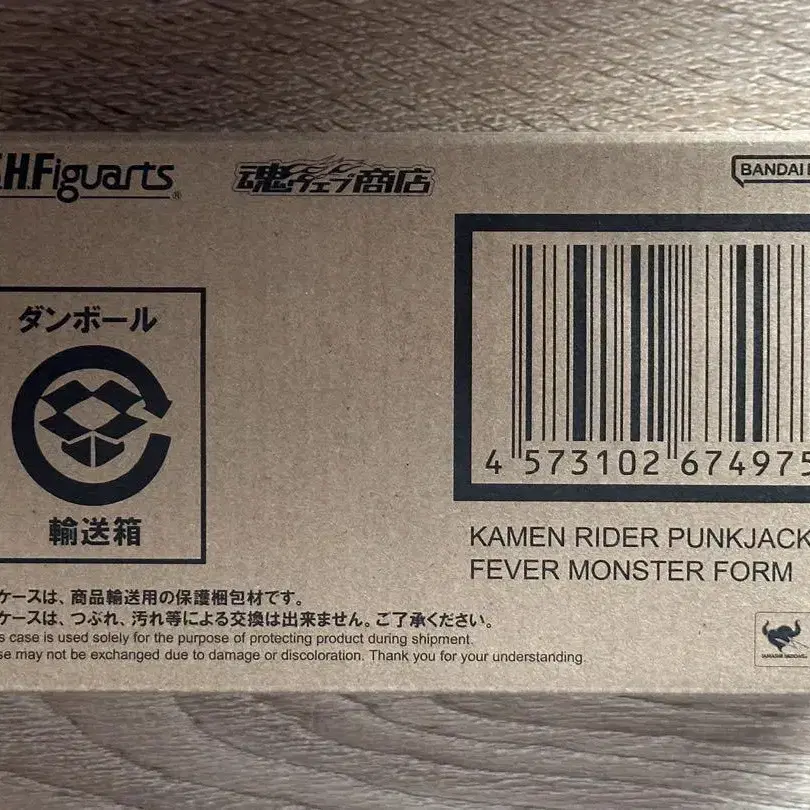 .H.Figuarts®
魂ウェブ商店
BANDAI
ダンボール
輸送箱
4 573102 674975
KAMEN RIDER PUNKJACK
FEVER MONSTER FORM
ケースは、商品輸送用の保護梱包材です。
ケースは、つぶれ、汚れ等による交換は出来ません。ご了承ください。
s case is used solely for the purpose of protecting product during shipment.
se may not be exchanged due to damage or discoloration. Thank you for your understanding.